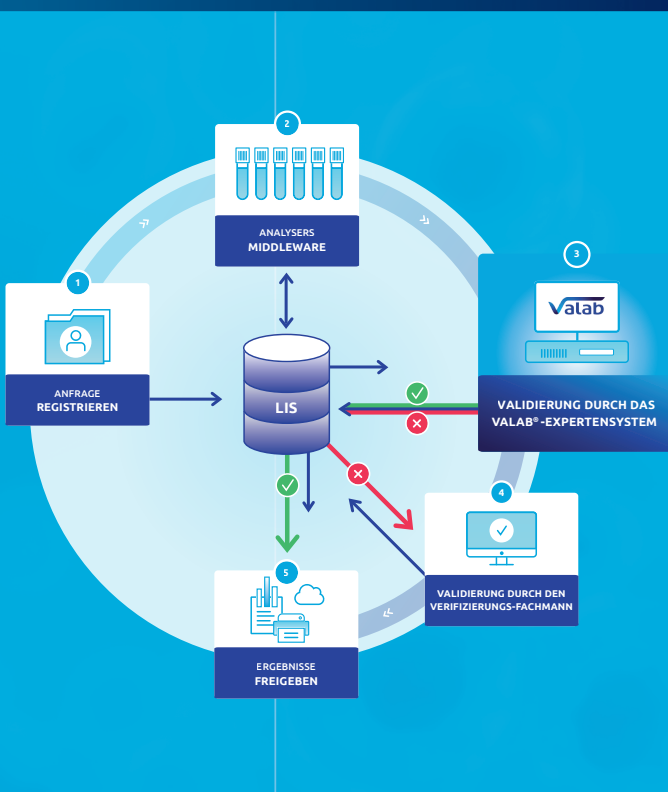 1
ANFRAGE
REGISTRIEREN
2
ANALYSERS
MIDDLEWARE
LIS
3
Valab
VALIDIERUNG DURCH DAS
VALAB®-EXPERTENSYSTEM
4
VALIDIERUNG DURCH DEN
VERIFIZIERUNGS-FACHMANN
5
ERGEBNISSE
FREIGEBEN